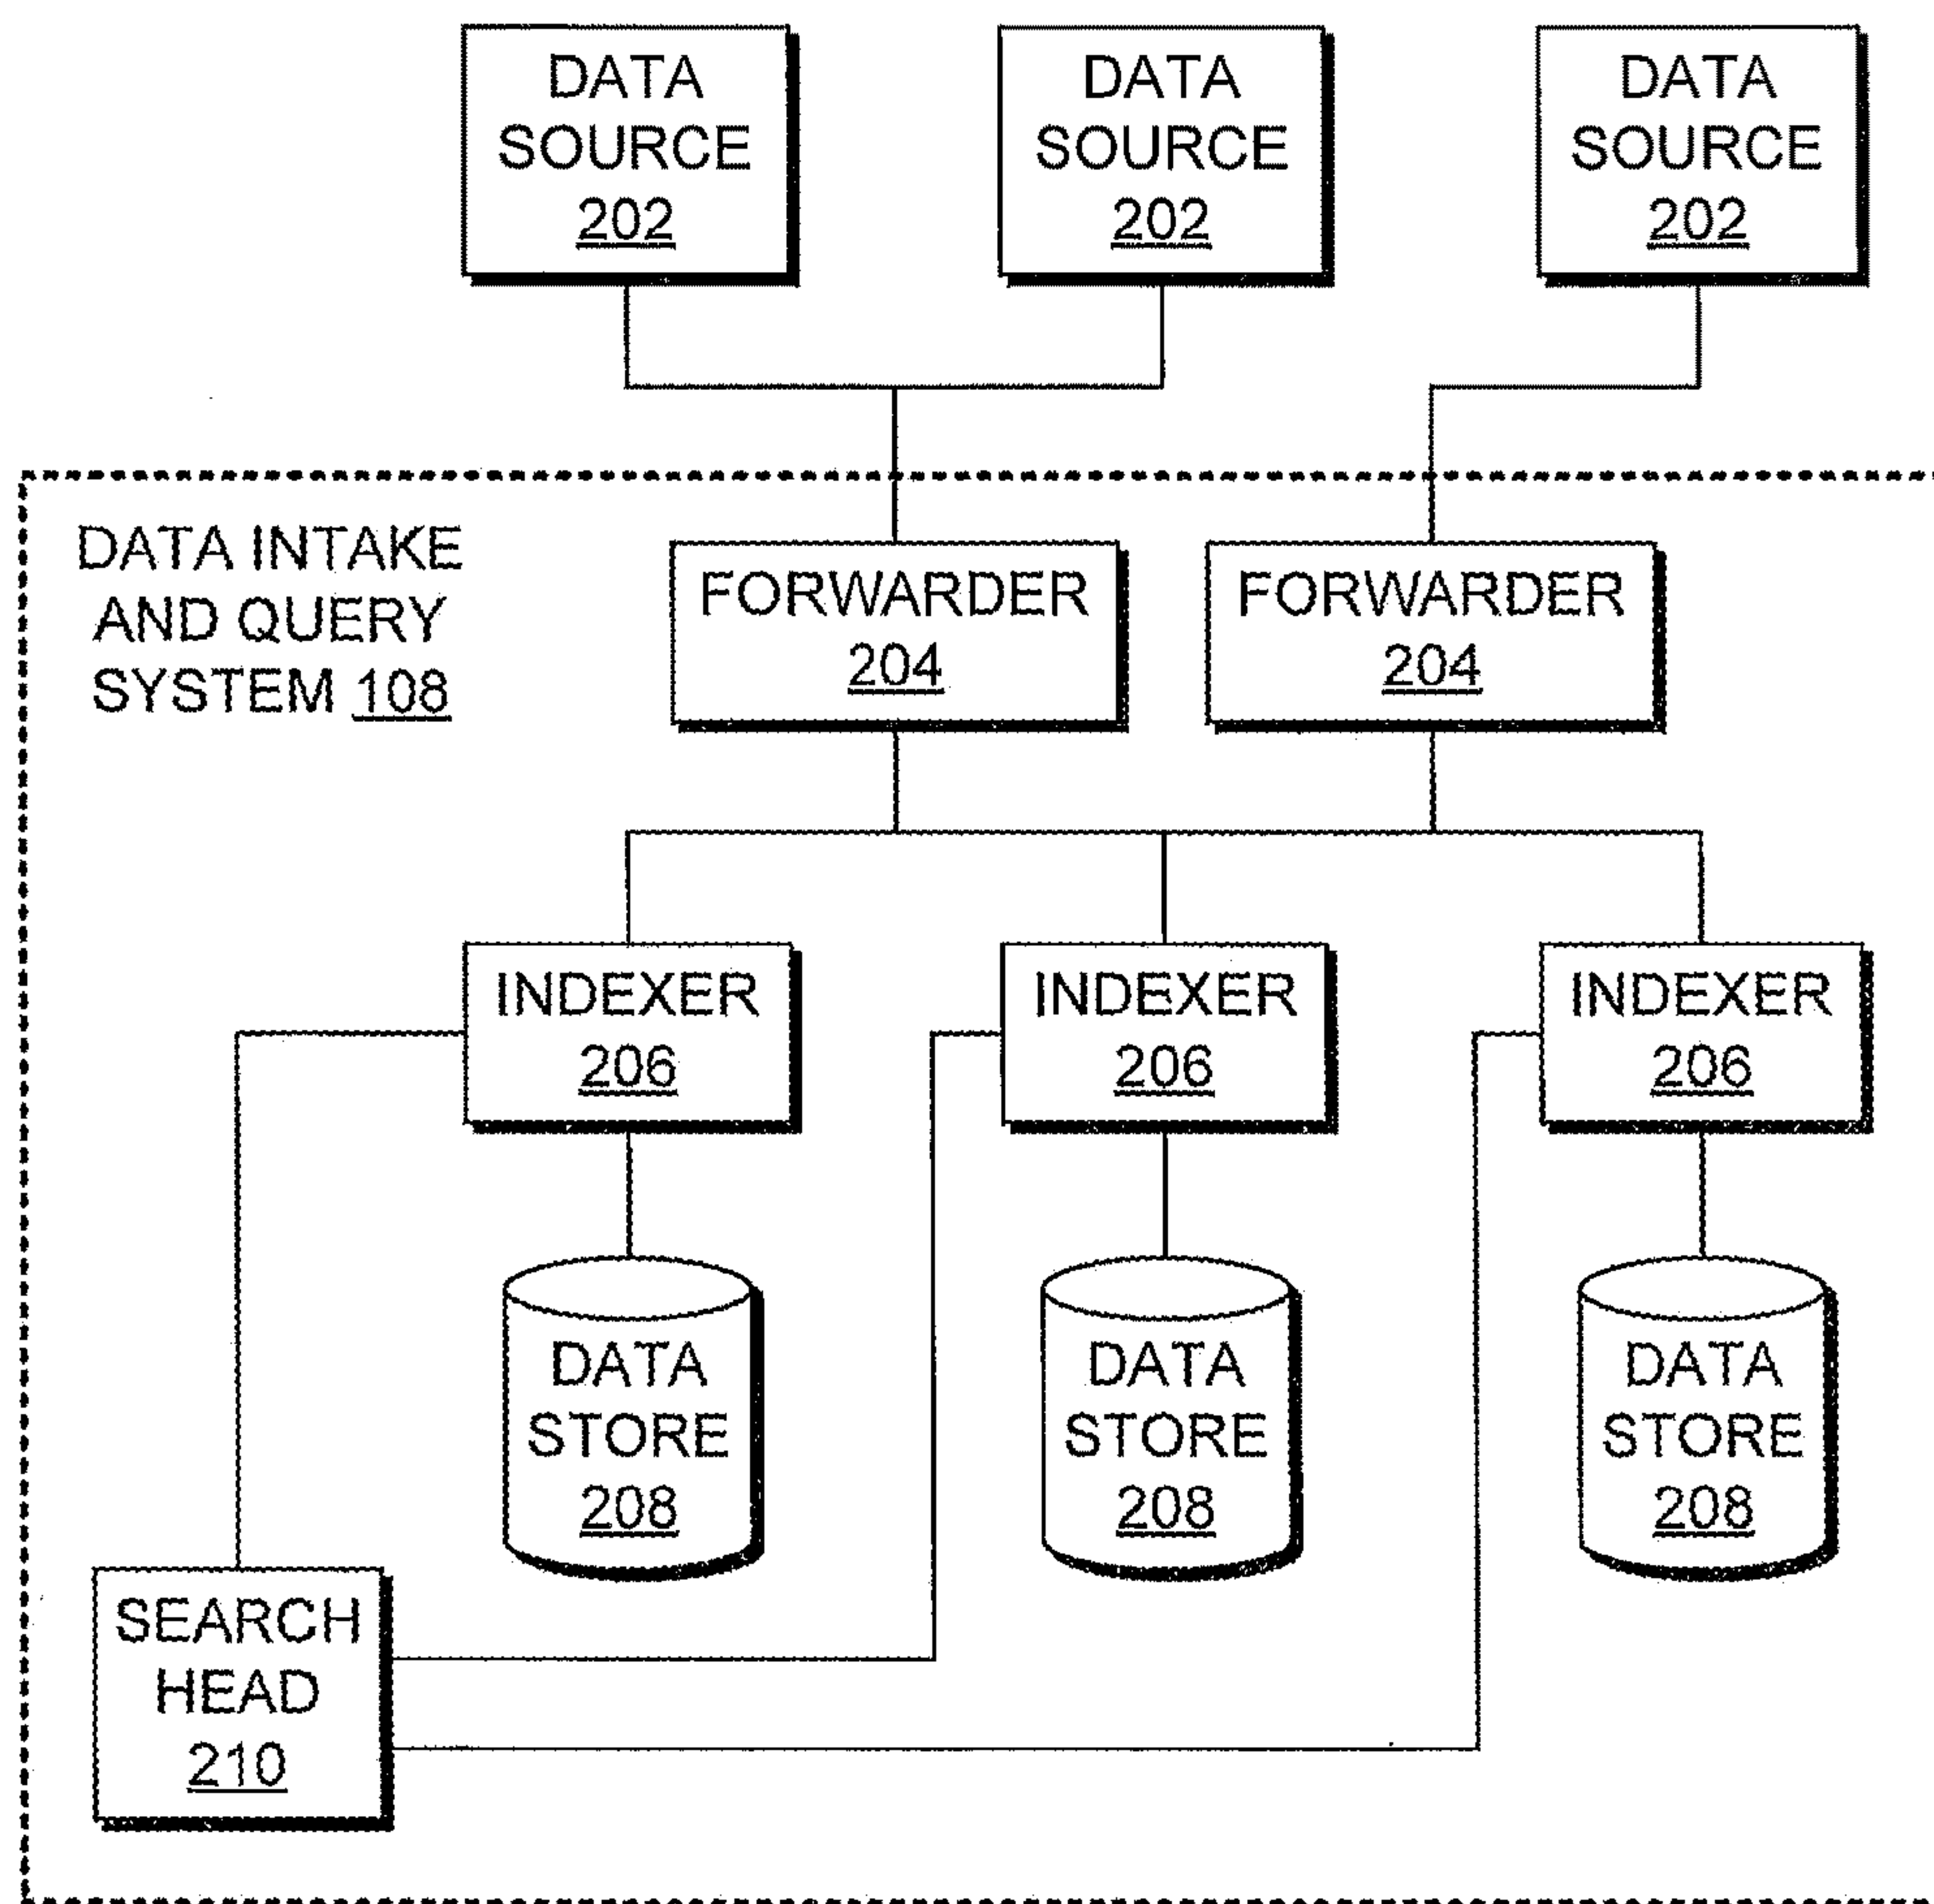 DATA
SOURCE
202
DATA
SOURCE
202
DATA
SOURCE
202
DATA INTAKE
AND QUERY
SYSTEM 108
FORWARDER
204
FORWARDER
204
INDEXER
206
INDEXER
206
INDEXER
206
DATA
STORE
208
DATA
STORE
208
DATA
STORE
208
SEARCH
HEAD
210